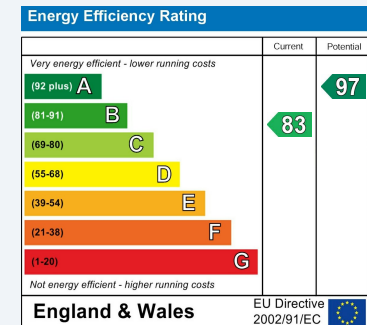 Energy Efficiency Rating
Current Potential
Very energy efficient - lower running costs
(92 plus) A
97
(81-91) B
83
(69-80) C
(55-68) D
(39-54) E
(21-38) F
(1-20) G
Not energy efficient - higher running costs
England & Wales
EU Directive
2002/91/EC